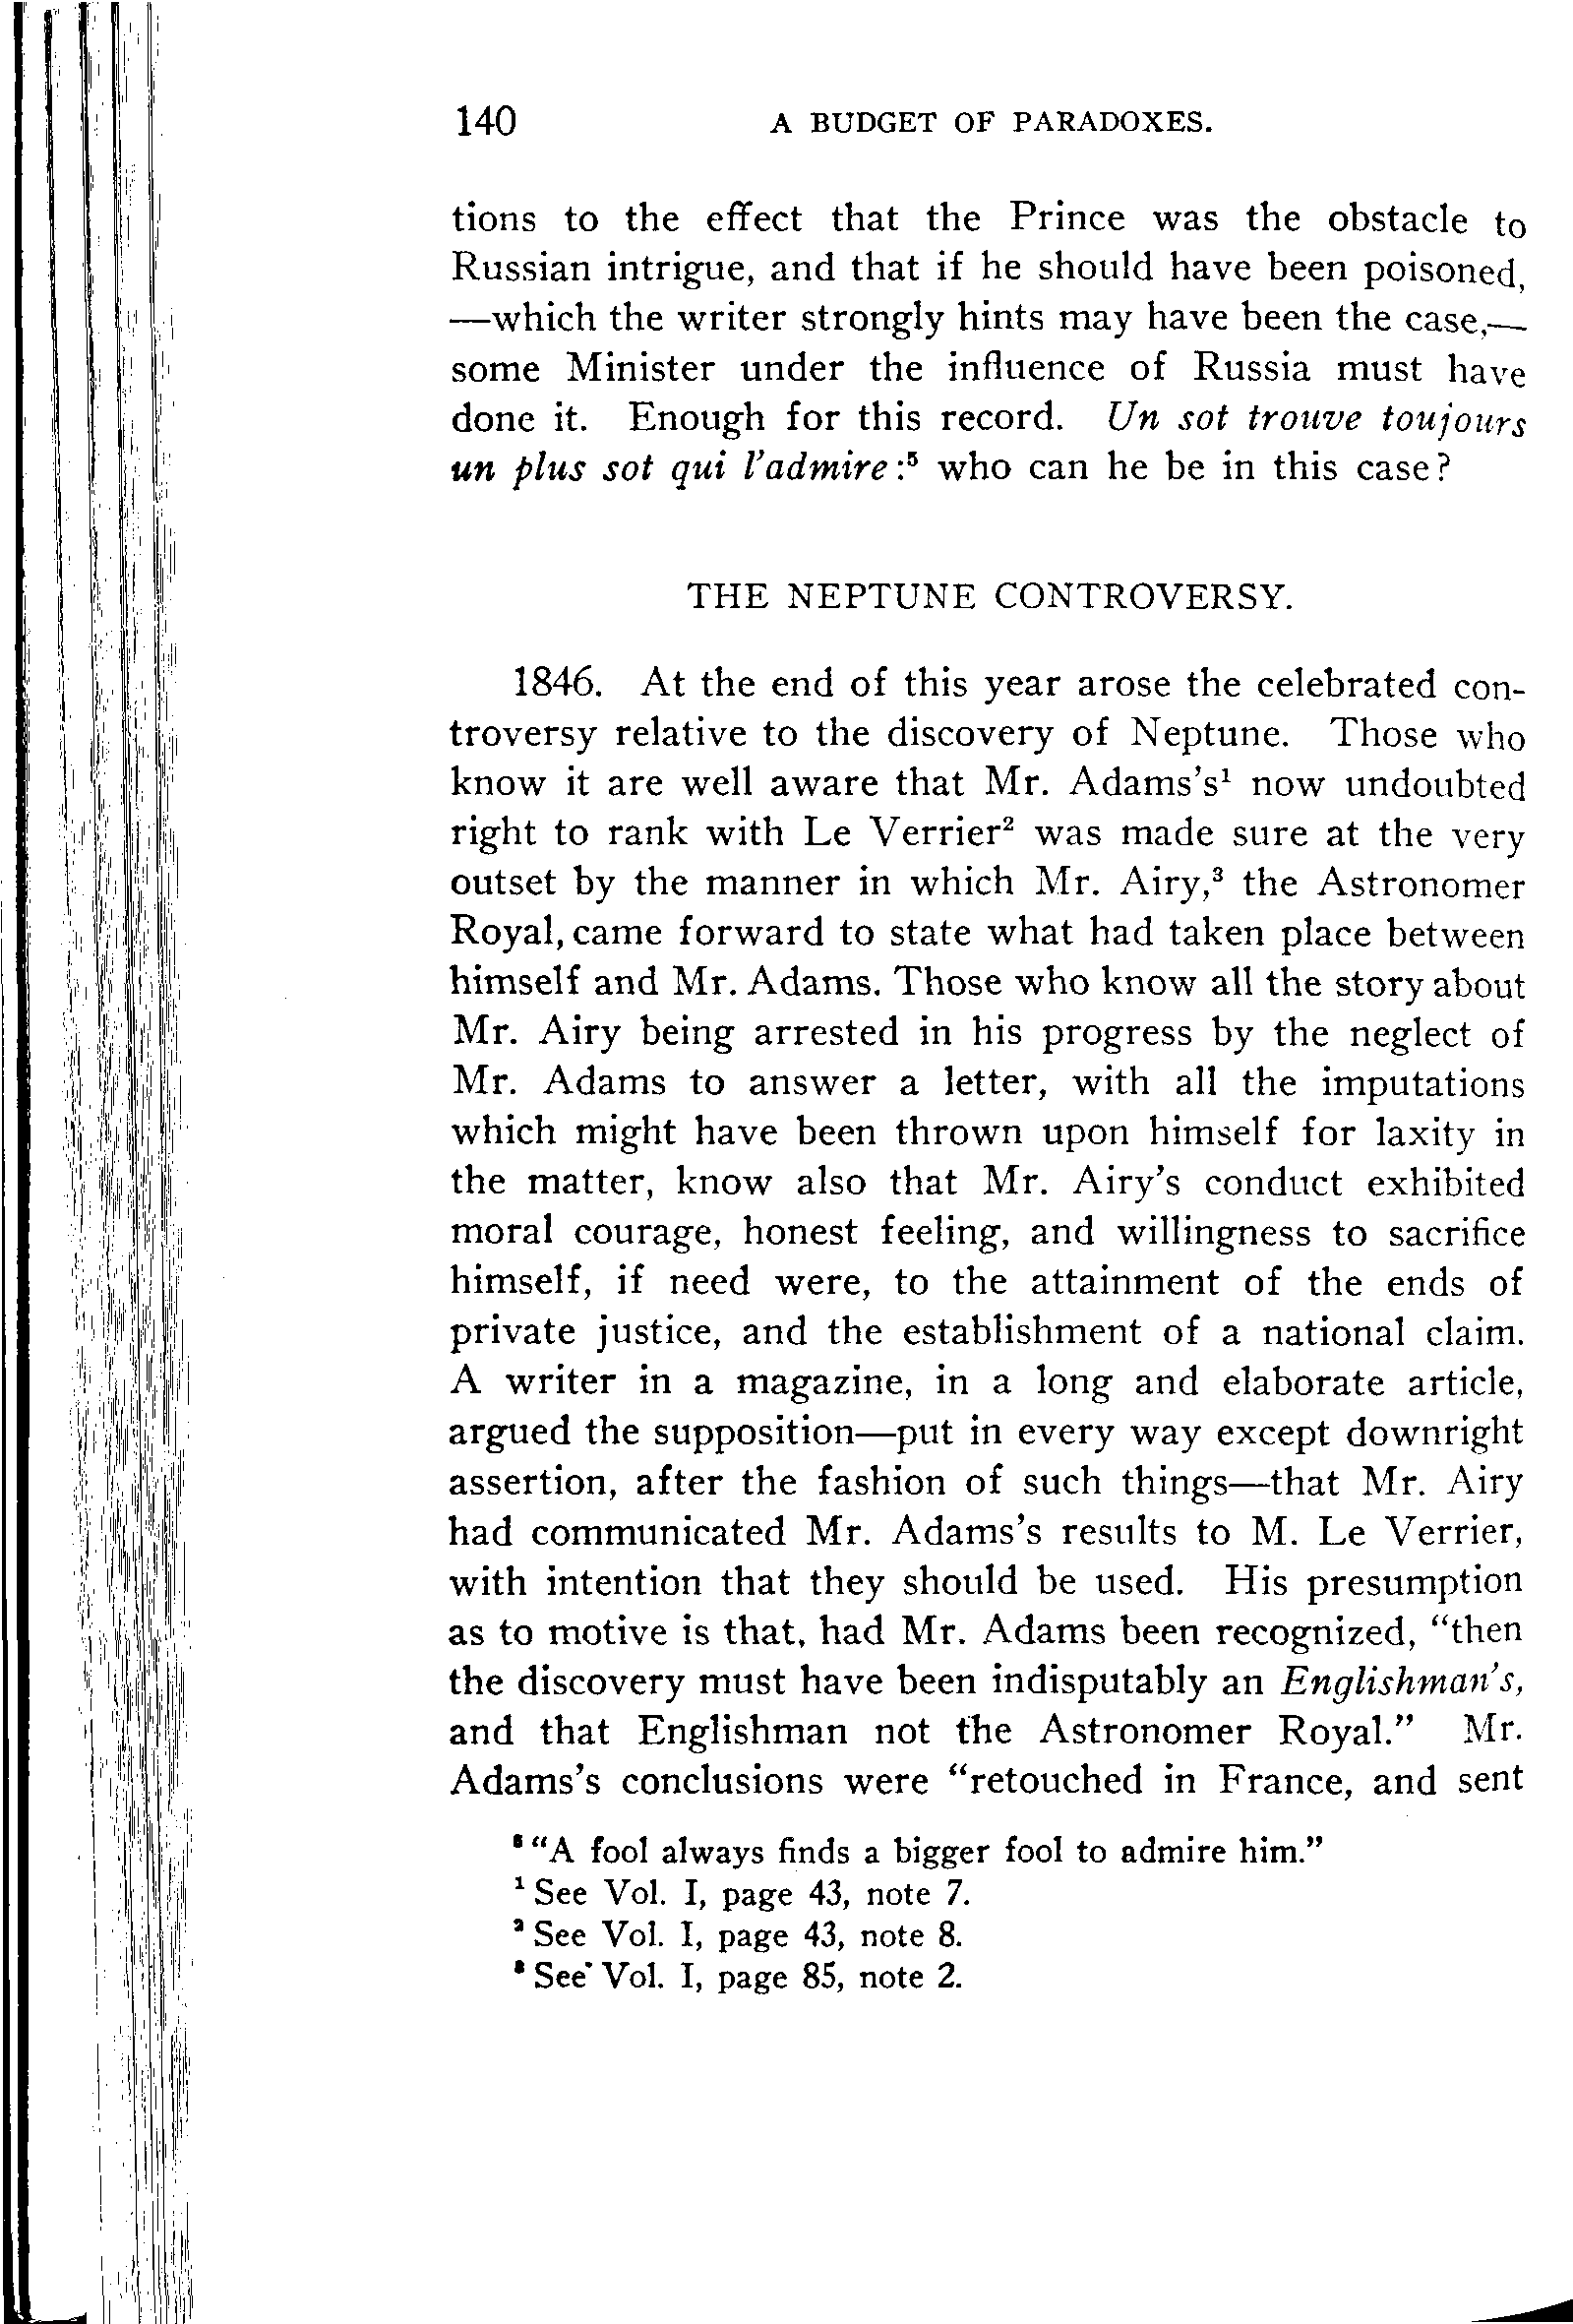 140 A BUDGET OF PARADOXES.
tions to the effect that the Prince was the obstacle to
Russian intrigue, and that if he should have been poisoned,
—which the writer strongly hints may have been the case,—
some Minister under the influence of Russia must have
done it. Enough for this record. Un sot trouve toujours
un plus sot qui l'admire:⁵ who can he be in this case?
THE NEPTUNE CONTROVERSY.
1846. At the end of this year arose the celebrated con-
troversy relative to the discovery of Neptune. Those who
know it are well aware that Mr. Adams's¹ now undoubted
right to rank with Le Verrier² was made sure at the very
outset by the manner in which Mr. Airy,³ the Astronomer
Royal, came forward to state what had taken place between
himself and Mr. Adams. Those who know all the story about
Mr. Airy being arrested in his progress by the neglect of
Mr. Adams to answer a letter, with all the imputations
which might have been thrown upon himself for laxity in
the matter, know also that Mr. Airy's conduct exhibited
moral courage, honest feeling, and willingness to sacrifice
himself, if need were, to the attainment of the ends of
private justice, and the establishment of a national claim.
A writer in a magazine, in a long and elaborate article,
argued the supposition—put in every way except downright
assertion, after the fashion of such things—that Mr. Airy
had communicated Mr. Adams's results to M. Le Verrier,
with intention that they should be used. His presumption
as to motive is that, had Mr. Adams been recognized, "then
the discovery must have been indisputably an Englishman's,
and that Englishman not the Astronomer Royal." Mr.
Adams's conclusions were "retouched in France, and sent
⁵ "A fool always finds a bigger fool to admire him."
¹ See Vol. I, page 43, note 7.
² See Vol. I, page 43, note 8.
³ See Vol. I, page 85, note 2.